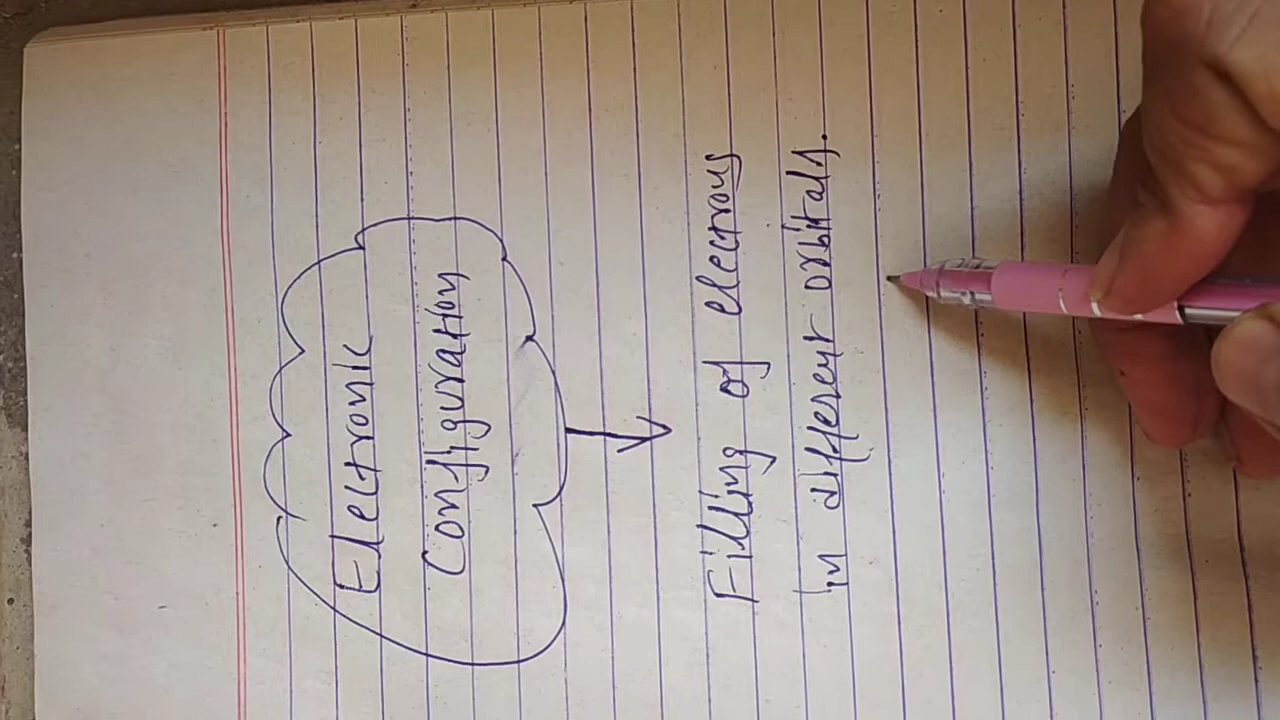 Electronic
Configuration
Filling of electrons
in different orbitals.